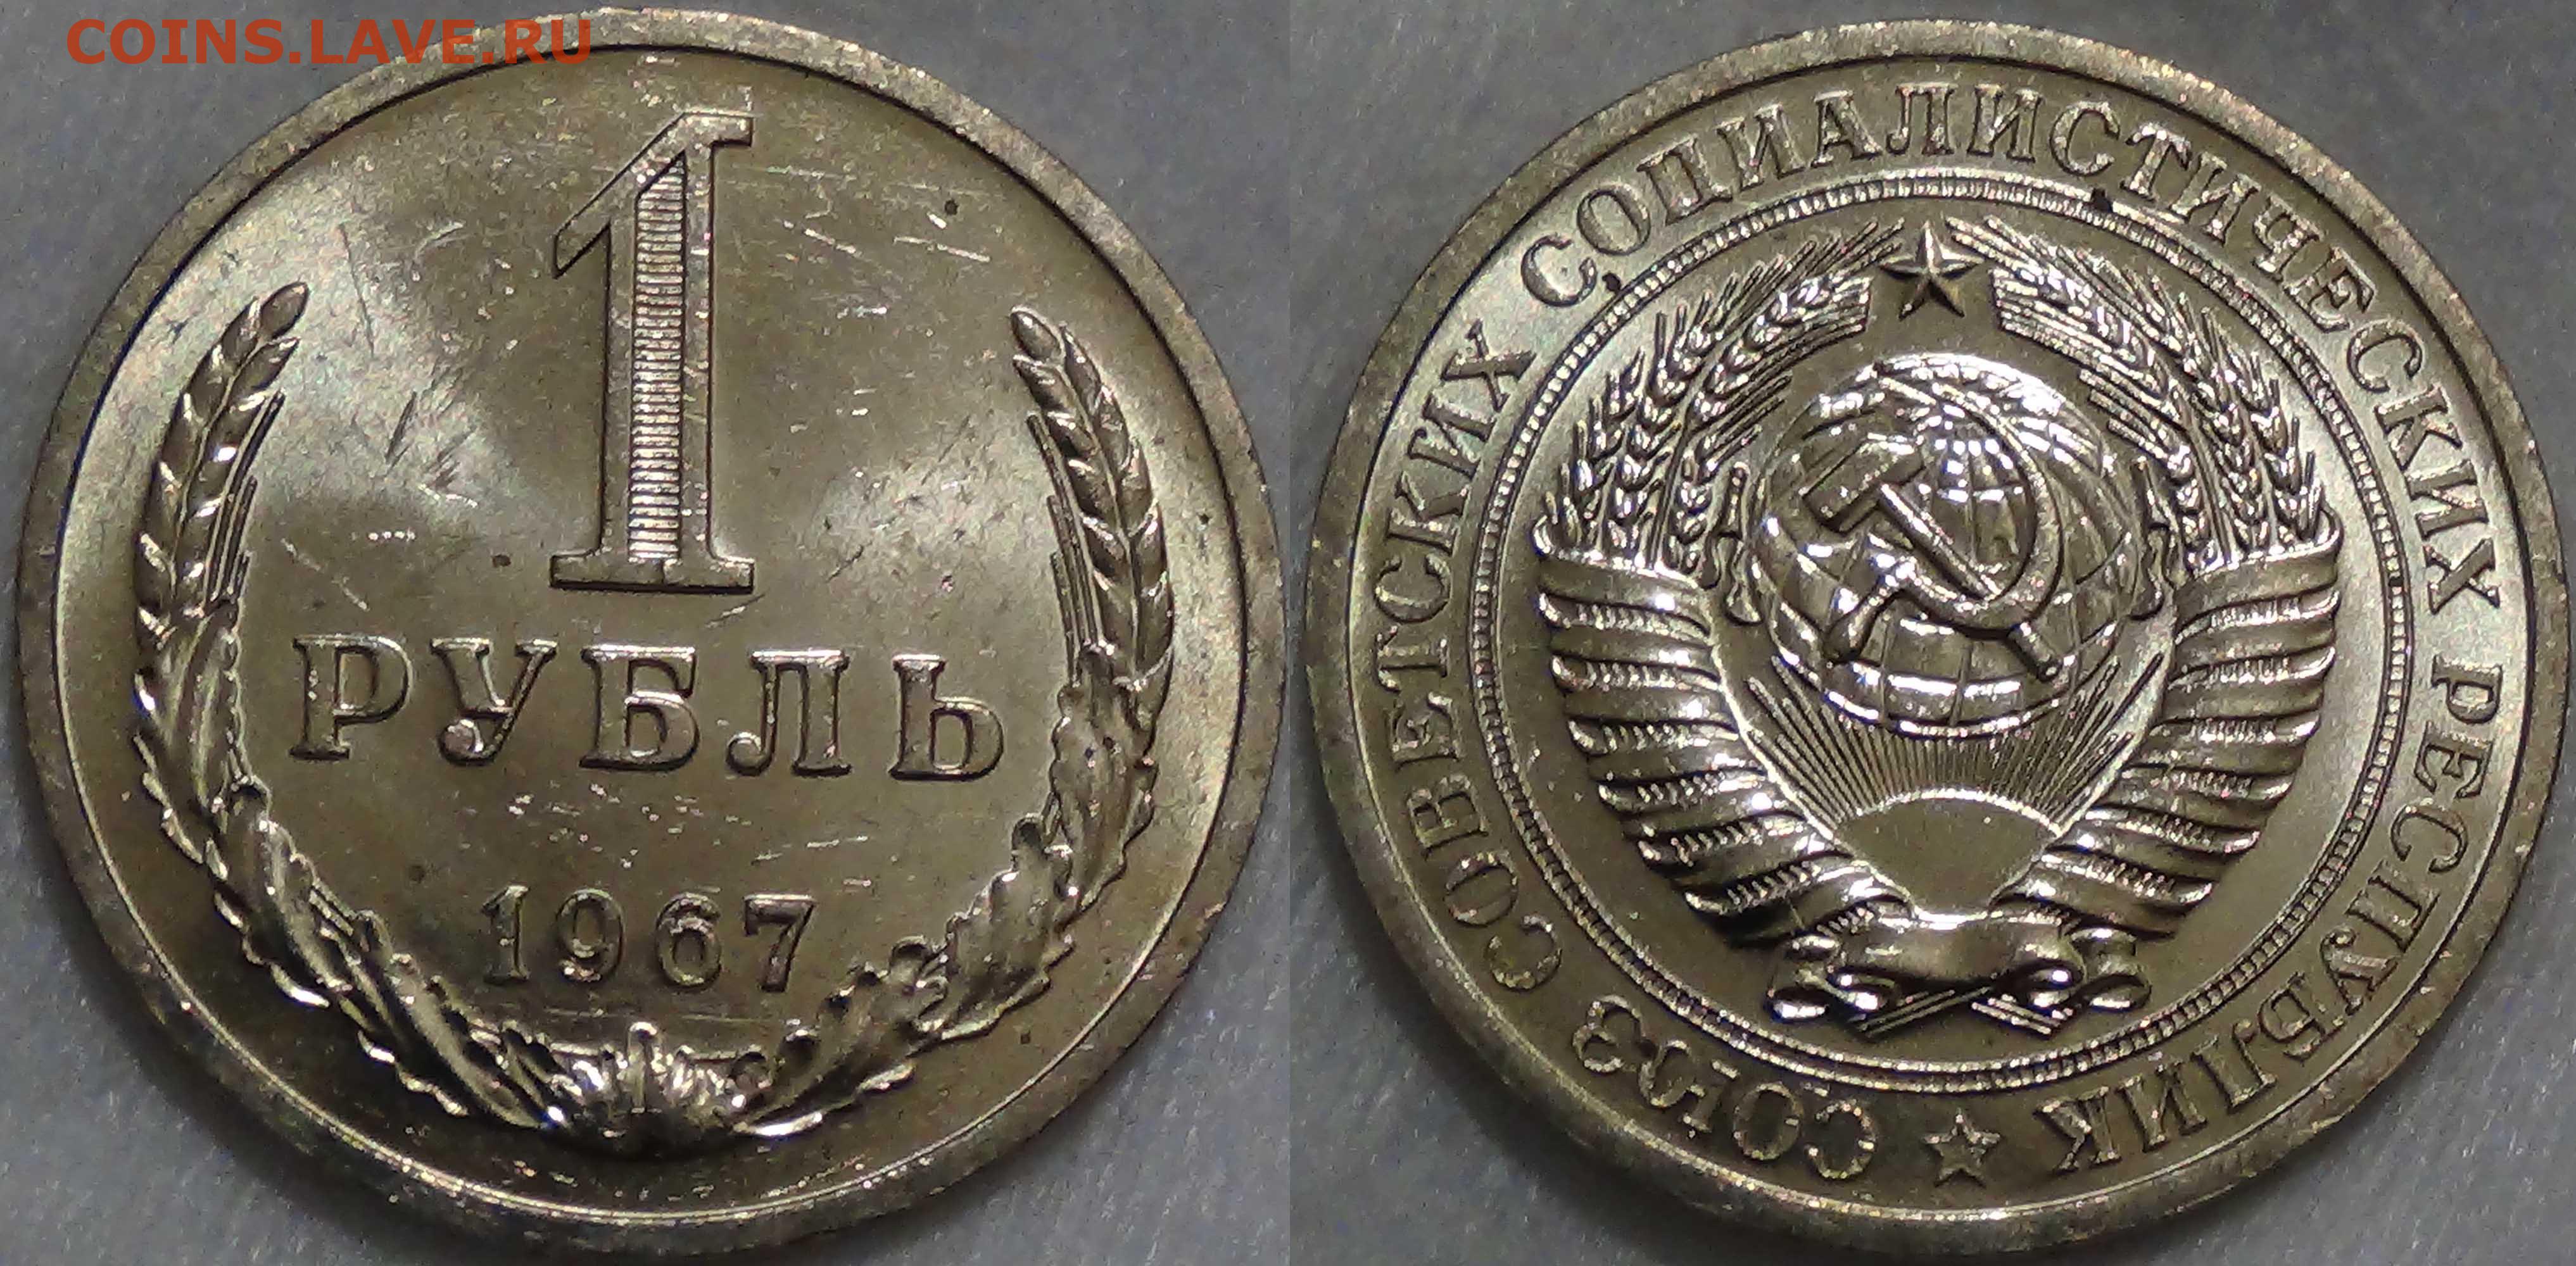 COINS.LAVE.RU
1
РУБЛЬ
1967
СОЮЗ СОВЕТСКИХ СОЦИАЛИСТИЧЕСКИХ РЕСПУБЛИК